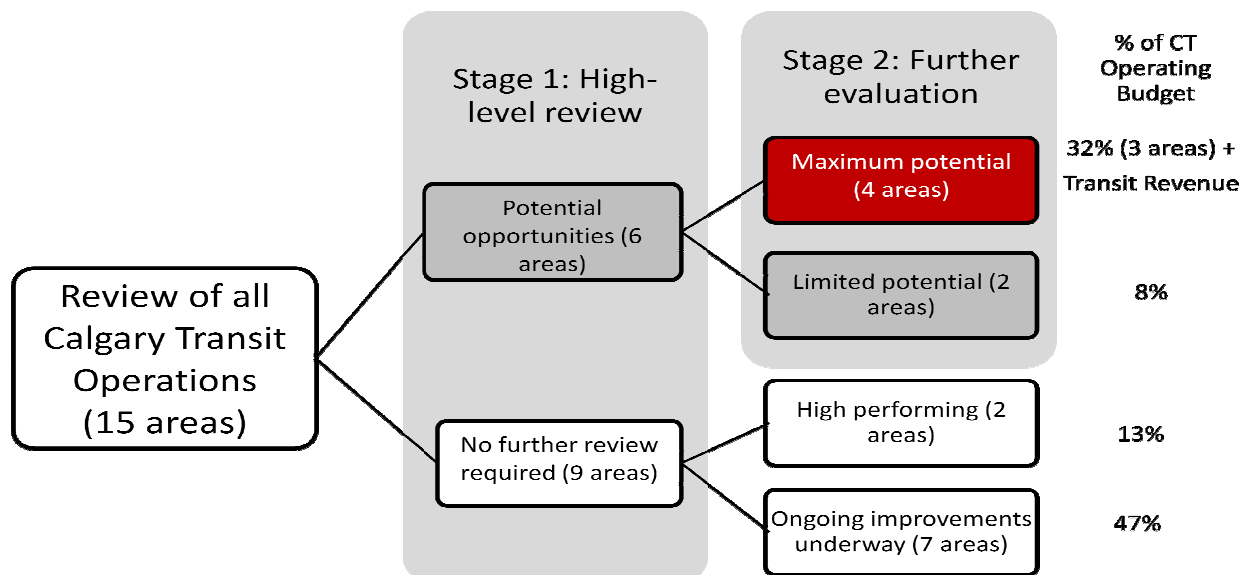 Review of all
Calgary Transit
Operations
(15 areas)
Stage 1: High-
level review
Potential
opportunities (6
areas)
No further review
required (9 areas)
Stage 2: Further
evaluation
Maximum potential
(4 areas)
Limited potential (2
areas)
High performing (2
areas)
Ongoing improvements
underway (7 areas)
% of CT
Operating
Budget
32% (3 areas) +
Transit Revenue
8%
13%
47%